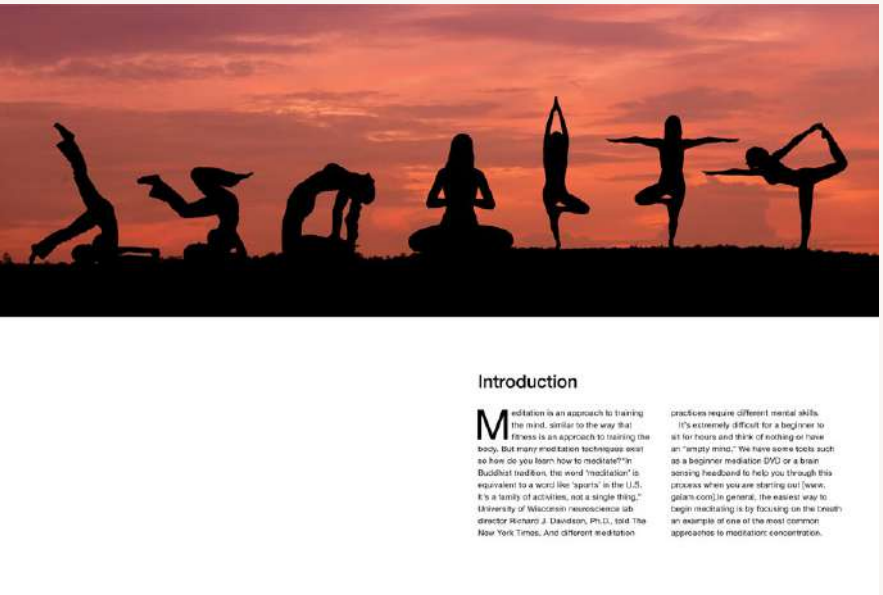 Introduction
Meditation is an approach to training
the mind, similar to the way that
fitness is an approach to training the
body. But many meditation techniques exist
so how do you learn how to meditate?"In
Buddhist tradition, the word 'meditation' is
equivalent to a word like 'sports' in the U.S.
It's a family of activities, not a single thing,"
University of Wisconsin neuroscience lab
director Richard J. Davidson, Ph.D., told The
New York Times. And different meditation
practices require different mental skills.
It's extremely difficult for a beginner to
sit for hours and think of nothing or have
an "empty mind." We have some tools such
as a beginner mediation DVD or a brain
sensing headband to help you through this
process when you are starting out [www.
gaiam.com].In general, the easiest way to
begin meditating is by focusing on the breath
an example of one of the most common
approaches to meditation: concentration.